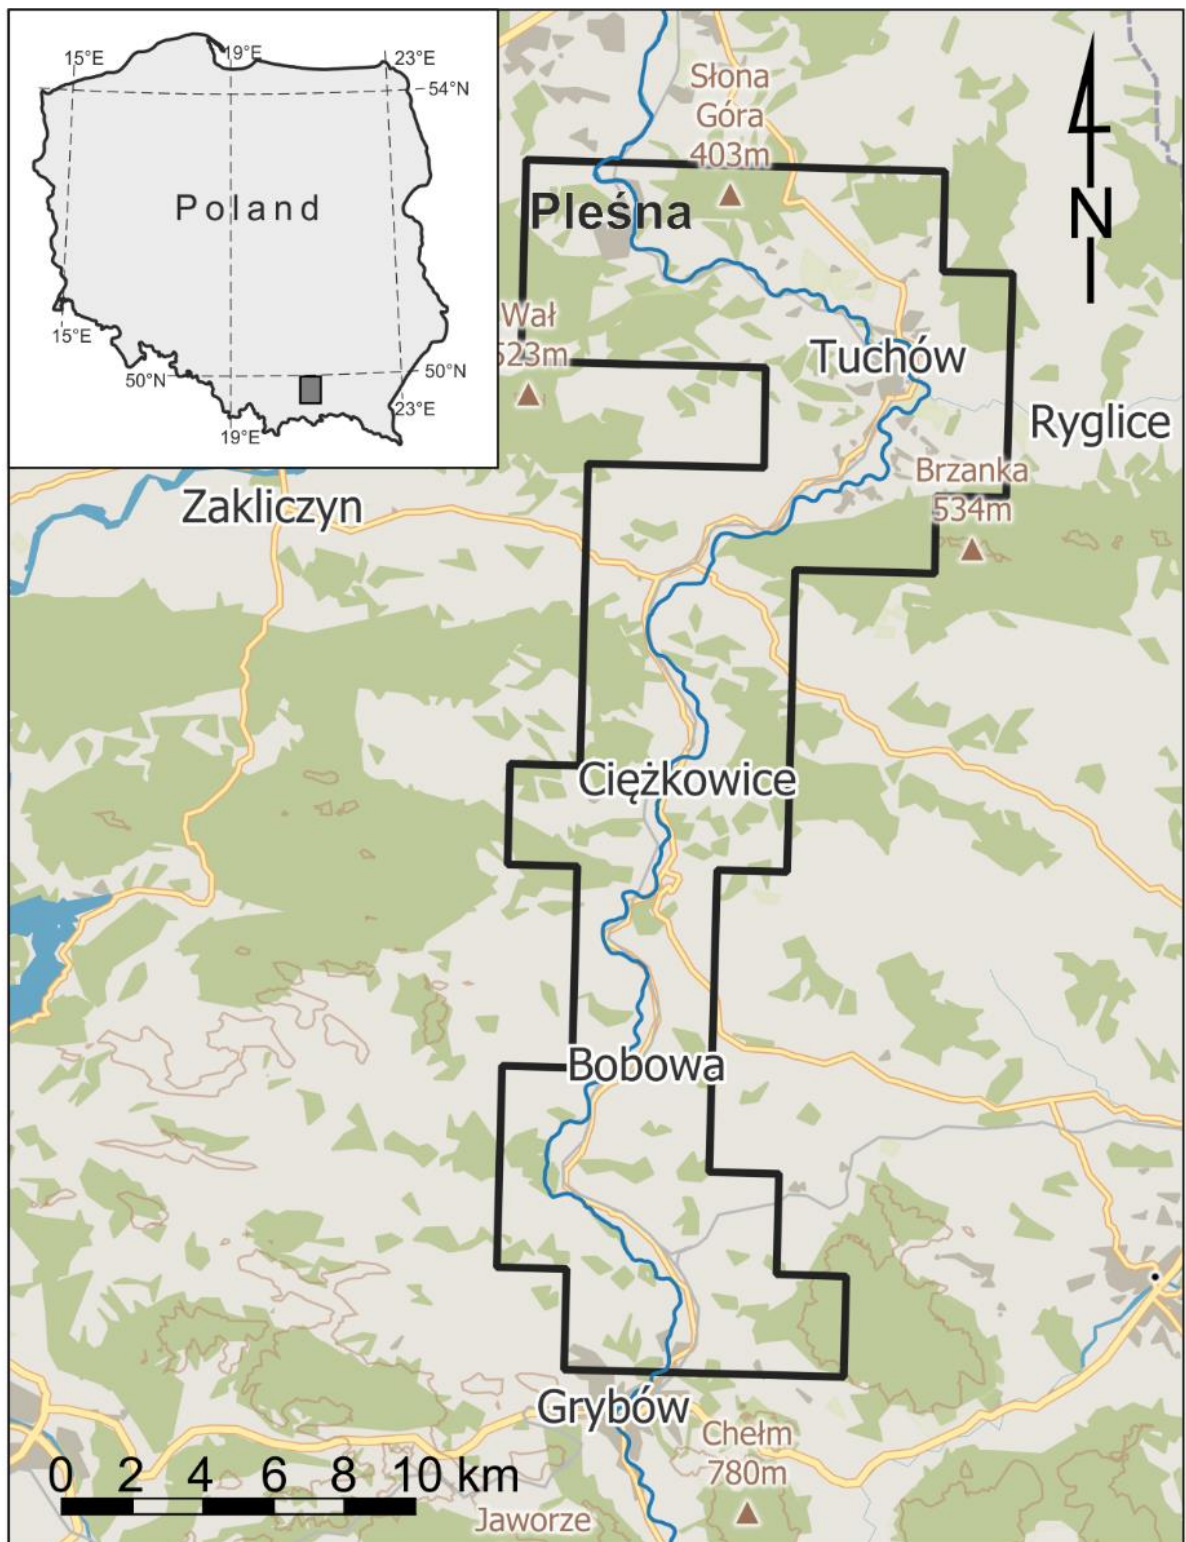 15°E
19°E
23°E
54°N
Poland
15°E
50°N
50°N
19°E
23°E
Słona
Góra
403m
N
Pleśna
Wał
523m
Tuchów
Ryglice
Brzanka
534m
Zakliczyn
Ciężkowice
Bobowa
Grybów
Chełm
780m
Jaworze
0 2 4 6 8 10 km